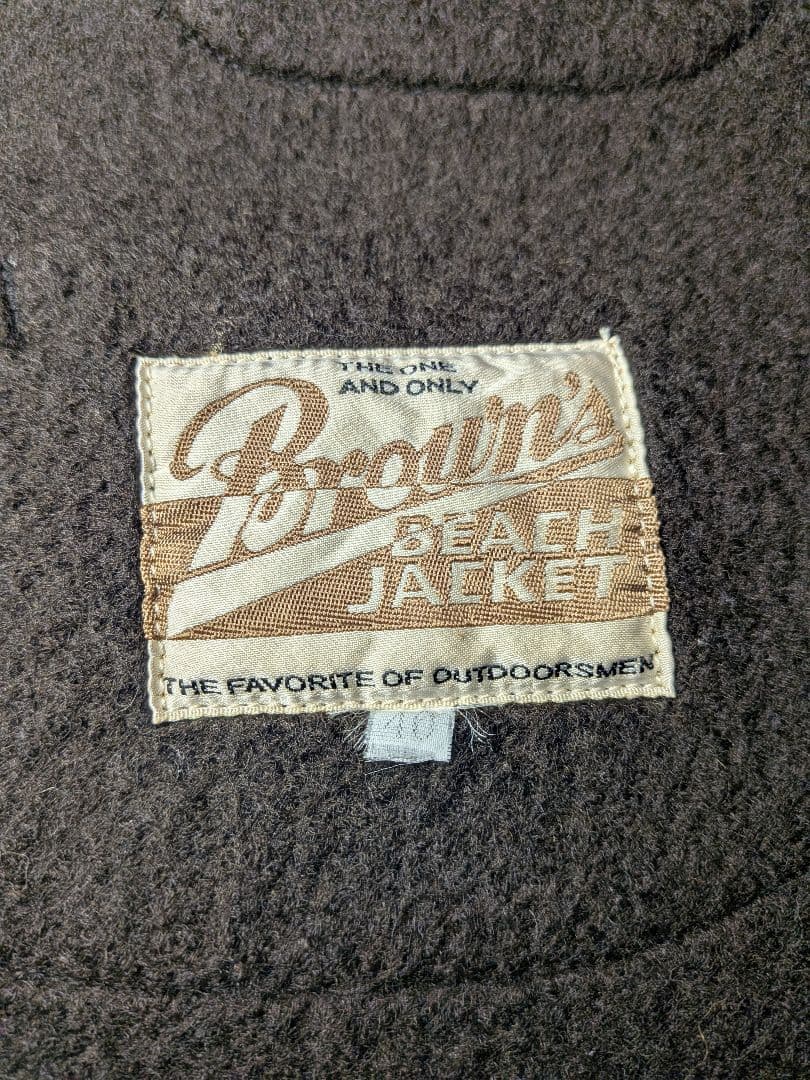 THE ONE
AND ONLY
Brown's
BEACH
JACKET
THE FAVORITE OF OUTDOORSMEN
40